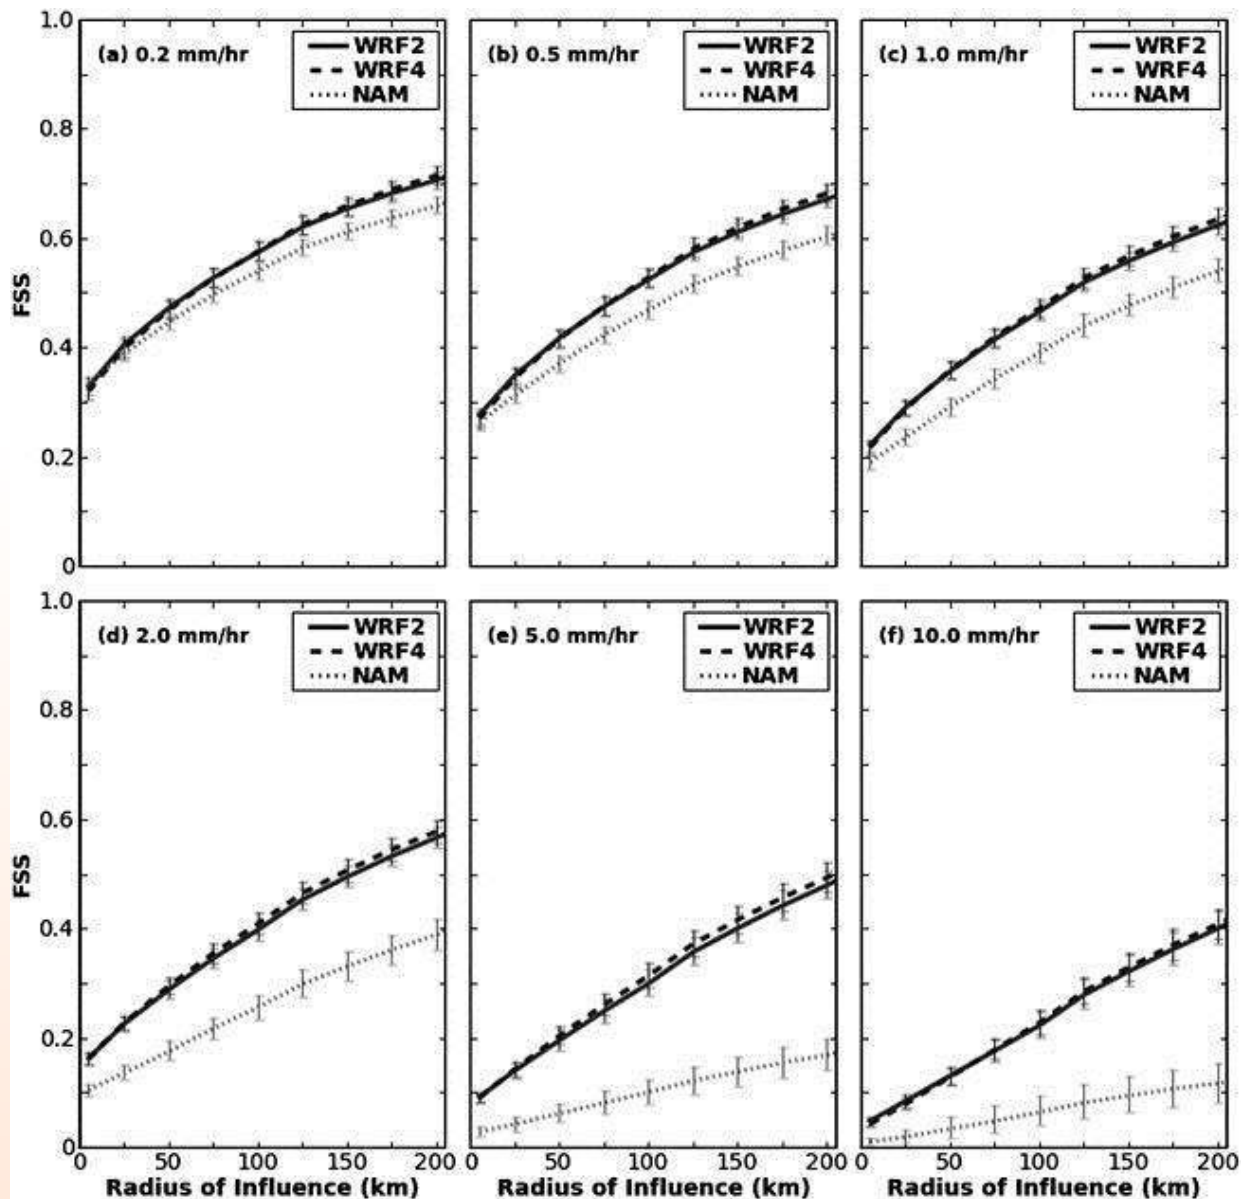 1.0
0.8
0.6
0.4
0.2
0
FSS
(a) 0.2 mm/hr
WRF2
WRF4
NAM
(b) 0.5 mm/hr
WRF2
WRF4
NAM
(c) 1.0 mm/hr
WRF2
WRF4
NAM
1.0
0.8
0.6
0.4
0.2
0
FSS
(d) 2.0 mm/hr
WRF2
WRF4
NAM
(e) 5.0 mm/hr
WRF2
WRF4
NAM
(f) 10.0 mm/hr
WRF2
WRF4
NAM
0 50 100 150 200
0 50 100 150 200
0 50 100 150 200
Radius of Influence (km)
Radius of Influence (km)
Radius of Influence (km)